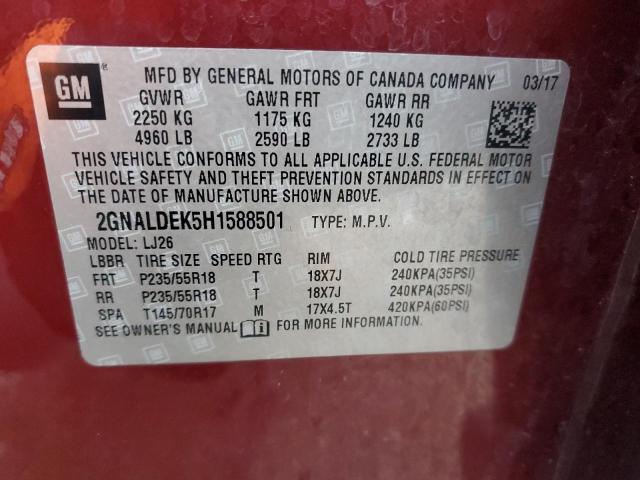 GM
®
MFD BY GENERAL MOTORS OF CANADA COMPANY 03/17
GVWR GAWR FRT GAWR RR
2250 KG 1175 KG 1240 KG
4960 LB 2590 LB 2733 LB
THIS VEHICLE CONFORMS TO ALL APPLICABLE U.S. FEDERAL MOTOR
VEHICLE SAFETY AND THEFT PREVENTION STANDARDS IN EFFECT ON
THE DATE OF MANUFACTURE SHOWN ABOVE.
2GNALDEK5H1588501 TYPE: M.P.V.
MODEL: LJ26
LBBR TIRE SIZE SPEED RTG RIM COLD TIRE PRESSURE
FRT P235/55R18 T 18X7J 240KPA(35PSI)
RR P235/55R18 T 18X7J 240KPA(35PSI)
SPA T145/70R17 M 17X4.5T 420KPA(60PSI)
SEE OWNER'S MANUAL FOR MORE INFORMATION.